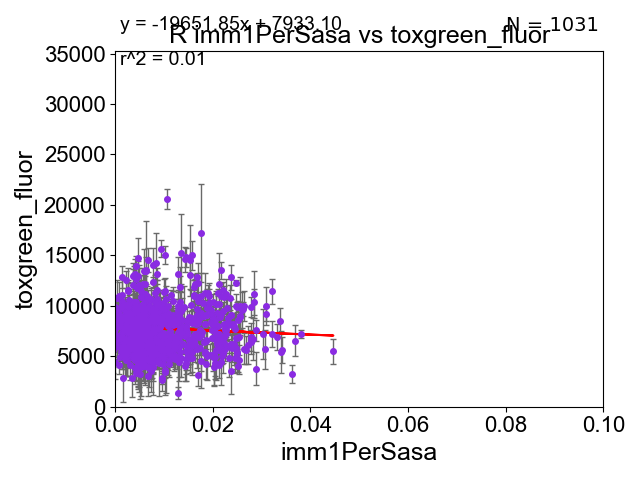 y = -19651.85x + 7933.10
N = 1031
R imm1PerSasa vs toxgreen_fluor
r^2 = 0.01
35000
30000
25000
20000
15000
10000
5000
0
toxgreen_fluor
0.00 0.02 0.04 0.06 0.08 0.10
imm1PerSasa